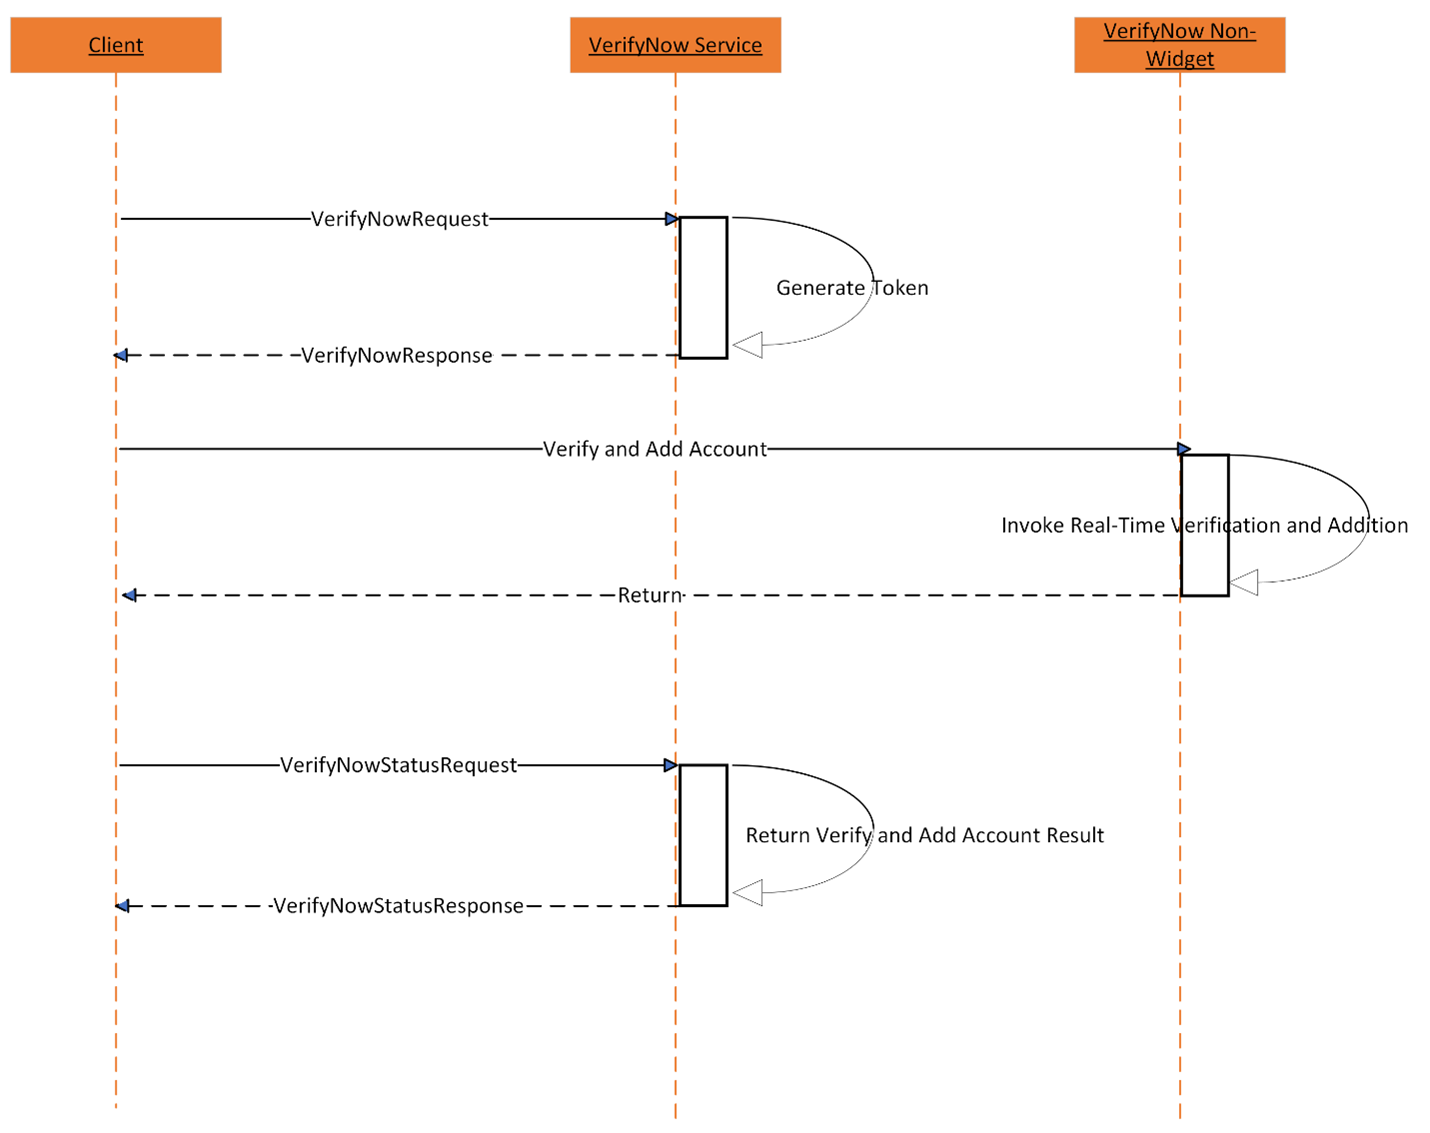 Client
VerifyNow Service
VerifyNow Non-
Widget
VerifyNowRequest
Generate Token
VerifyNowResponse
Verify and Add Account
Invoke Real-Time Verification and Addition
Return
VerifyNowStatusRequest
Return Verify and Add Account Result
VerifyNowStatusResponse